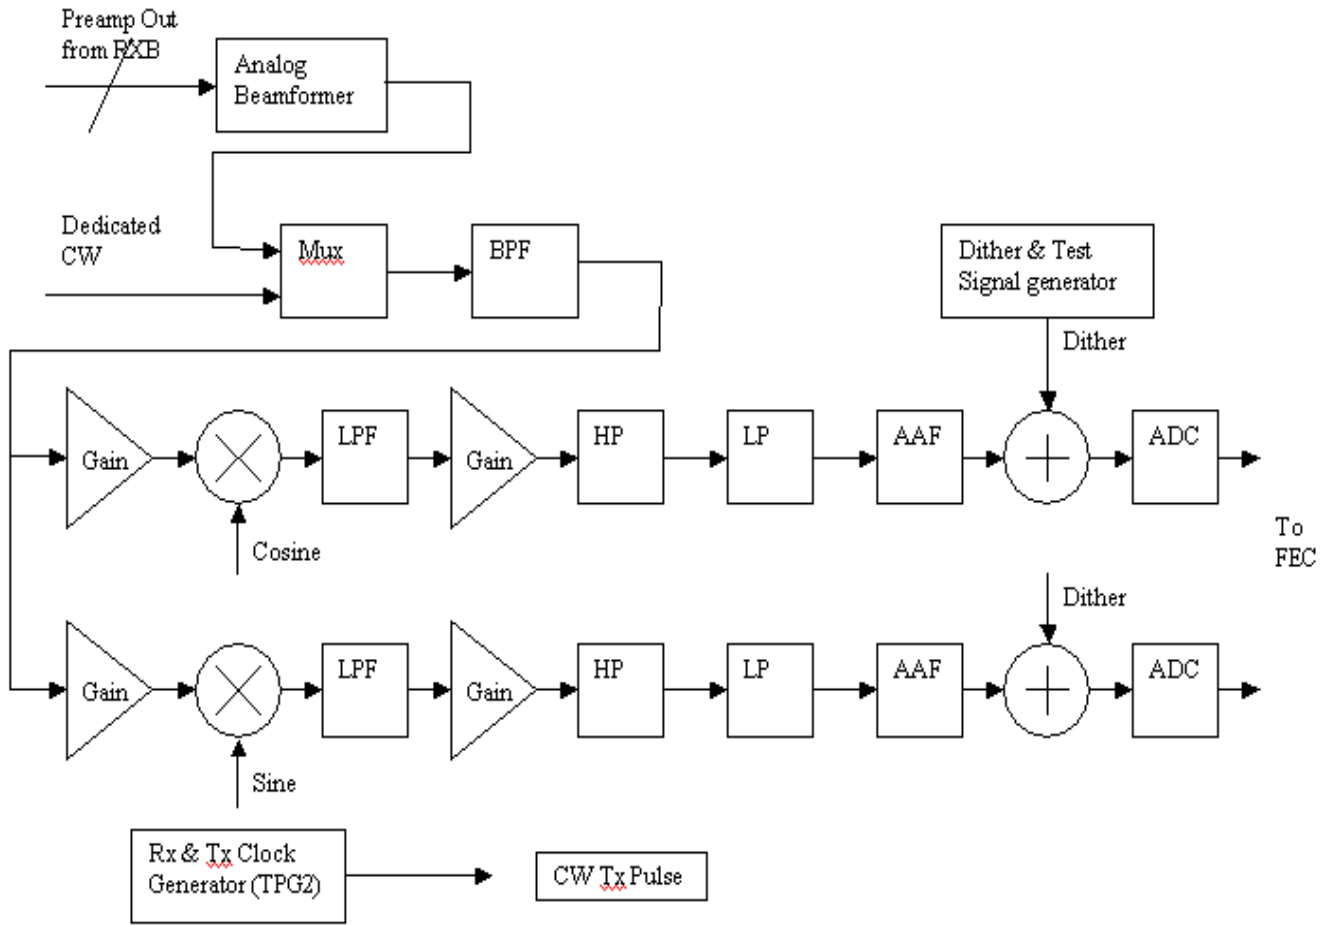 Preamp Out
from RXB
Analog
Beamformer
Dedicated
CW
Mux
BPF
Dither & Test
Signal generator
Dither
Gain
LPF
Gain
HP
LP
AAF
ADC
Cosine
To
FEC
Dither
Gain
LPF
Gain
HP
LP
AAF
ADC
Sine
Rx & Tx Clock
Generator (TPG2)
CW Tx Pulse